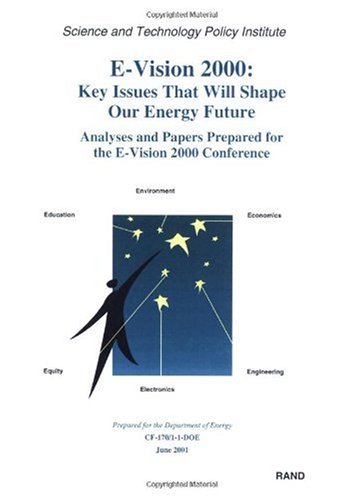 Science and Technology Policy Institute
E-Vision 2000:
Key Issues That Will Shape
Our Energy Future
Analyses and Papers Prepared for
the E-Vision 2000 Conference
Environment
Education
Economics
Equity
Engineering
Electronics
Prepared for the Department of Energy
CF-170/1-1-DOE
June 2001
RAND